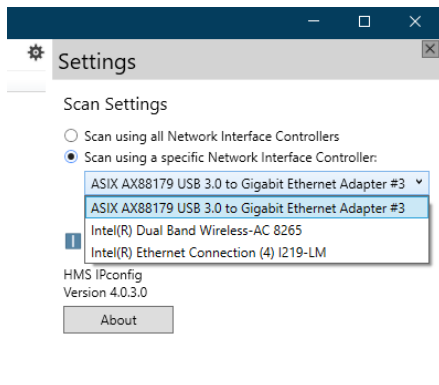 Settings
Scan Settings
Scan using all Network Interface Controllers
Scan using a specific Network Interface Controller:
ASIX AX88179 USB 3.0 to Gigabit Ethernet Adapter #3
ASIX AX88179 USB 3.0 to Gigabit Ethernet Adapter #3
Intel(R) Dual Band Wireless-AC 8265
Intel(R) Ethernet Connection (4) I219-LM
HMS IPconfig
Version 4.0.3.0
About